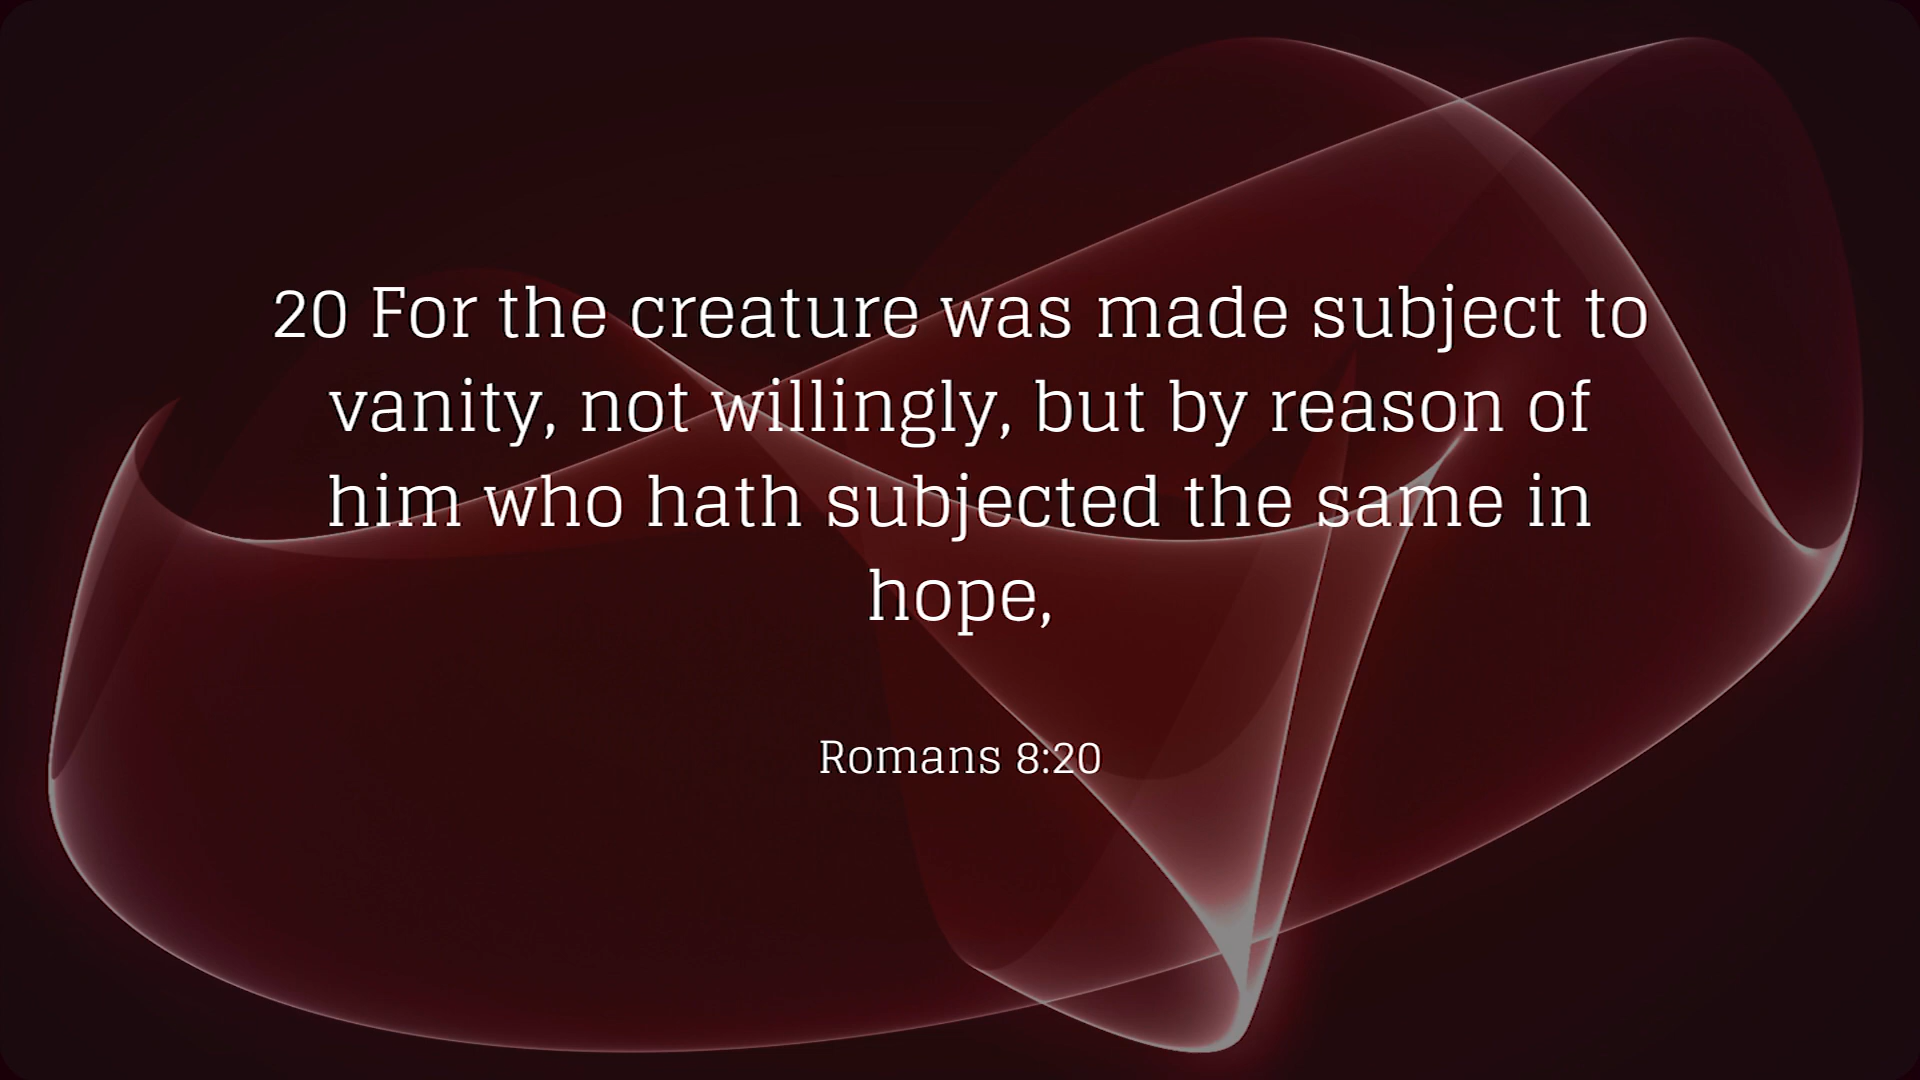 20 For the creature was made subject to
vanity, not willingly, but by reason of
him who hath subjected the same in
hope,
Romans 8:20